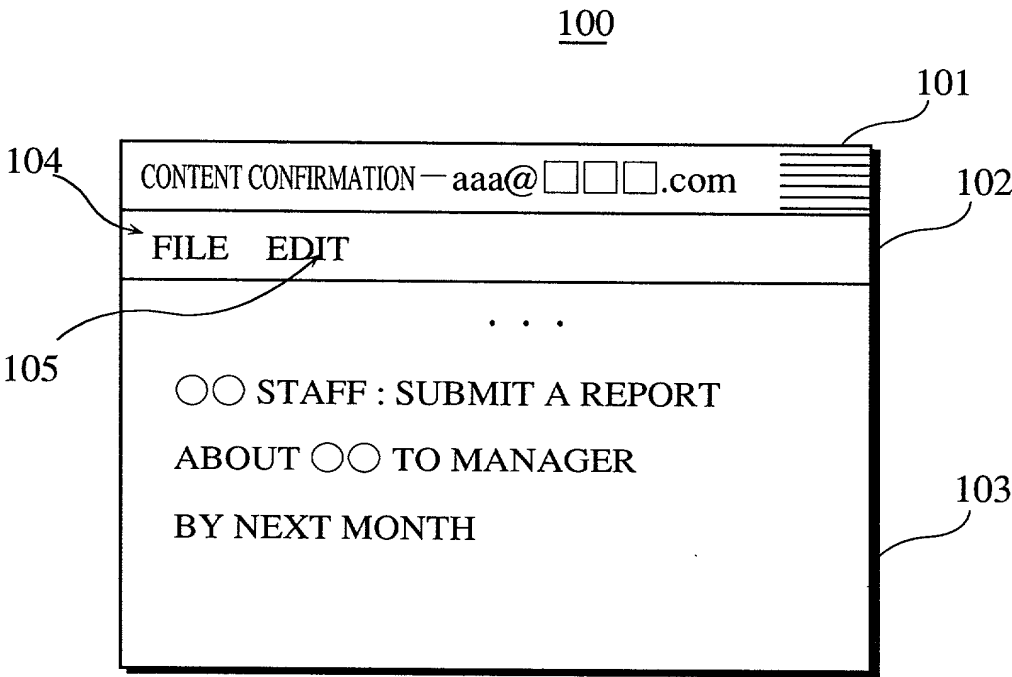 100
101
104
CONTENT CONFIRMATION—aaa@□□□.com
102
FILE EDIT
. . .
105
○○ STAFF : SUBMIT A REPORT
ABOUT ○○ TO MANAGER
103
BY NEXT MONTH